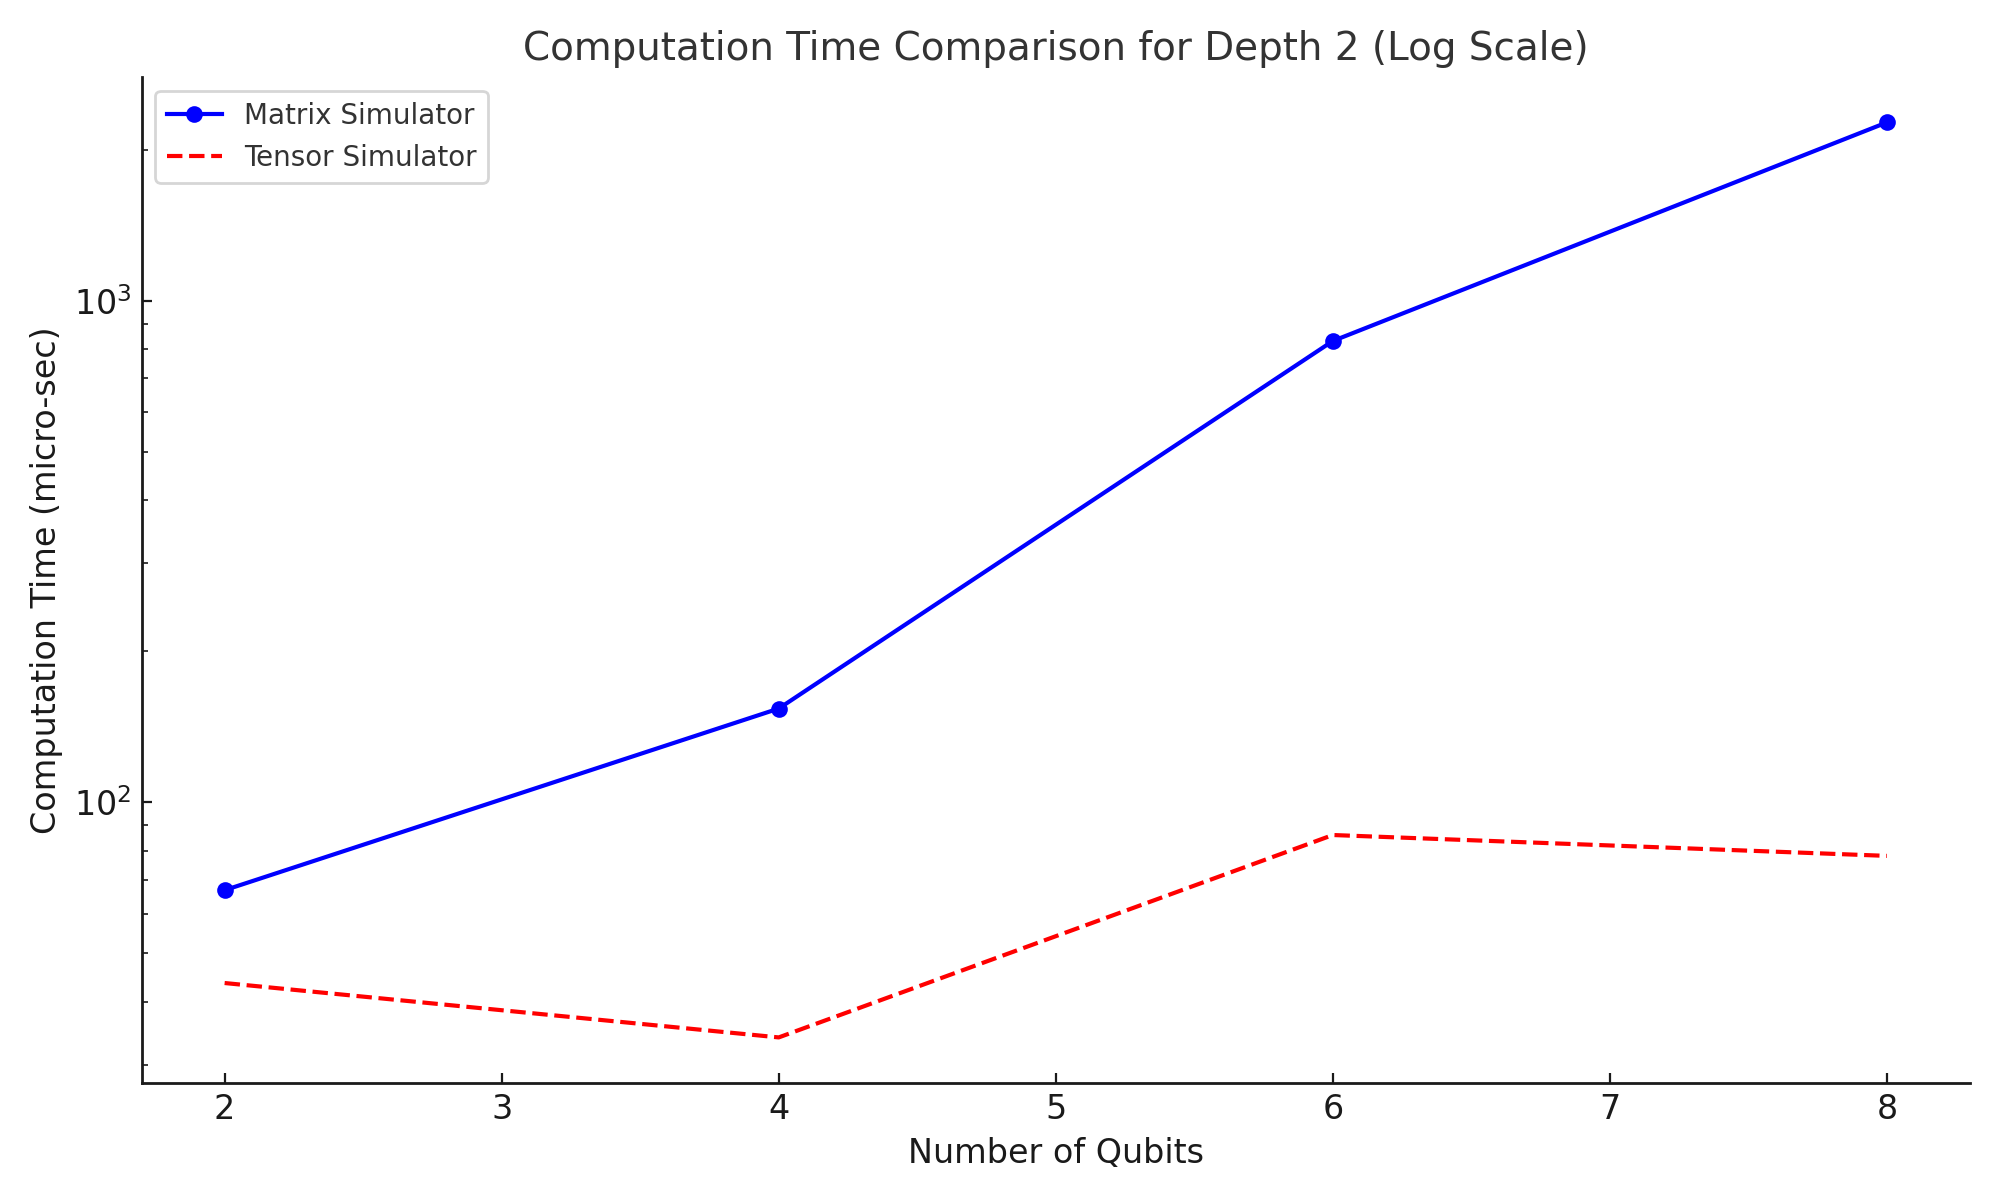 Computation Time Comparison for Depth 2 (Log Scale)
Matrix Simulator
Tensor Simulator
Computation Time (micro-sec)
10³
10²
2 3 4 5 6 7 8
Number of Qubits